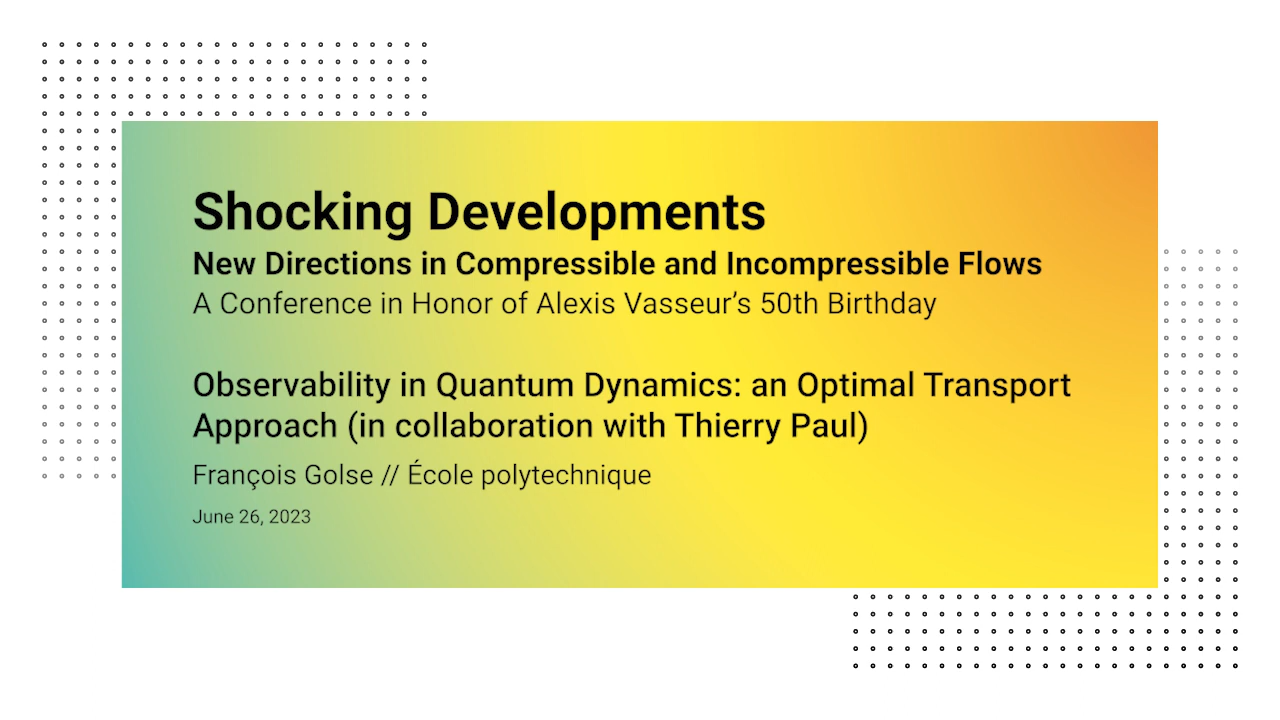 Shocking Developments
New Directions in Compressible and Incompressible Flows
A Conference in Honor of Alexis Vasseur’s 50th Birthday
Observability in Quantum Dynamics: an Optimal Transport
Approach (in collaboration with Thierry Paul)
François Golse // École polytechnique
June 26, 2023